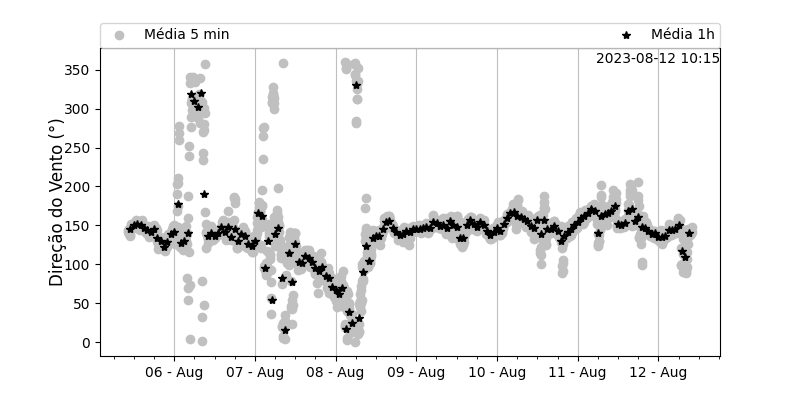 Média 5 min
Média 1h
2023-08-12 10:15
Direção do Vento (°)
350
300
250
200
150
100
50
0
06 - Aug
07 - Aug
08 - Aug
09 - Aug
10 - Aug
11 - Aug
12 - Aug